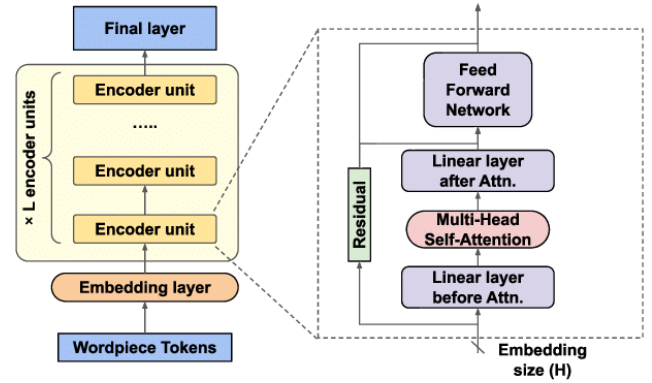 Final layer
Encoder unit
.....
Encoder unit
Encoder unit
× L encoder units
Embedding layer
Wordpiece Tokens
Feed
Forward
Network
Linear layer
after Attn.
Multi-Head
Self-Attention
Linear layer
before Attn.
Residual
Embedding
size (H)